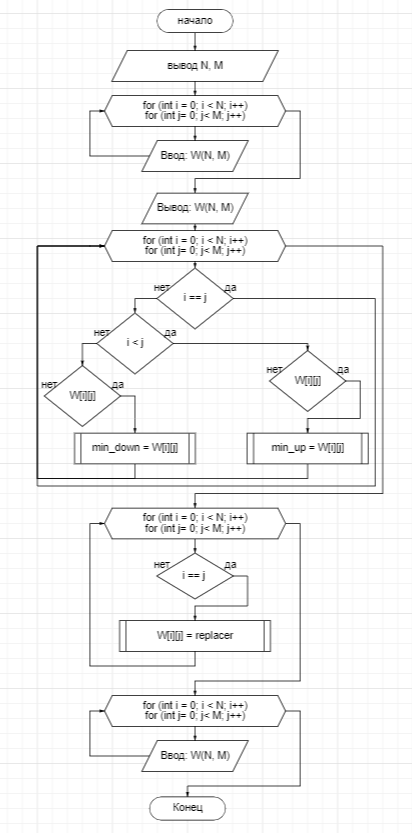 начало
вывод N, M
for (int i = 0; i < N; i++)
for (int j= 0; j< M; j++)
Ввод: W(N, M)
Вывод: W(N, M)
for (int i = 0; i < N; i++)
for (int j= 0; j< M; j++)
нет
i == j
да
нет
i < j
да
нет
W[i][j]
да
нет
W[i][j]
да
min_down = W[i][j]
min_up = W[i][j]
for (int i = 0; i < N; i++)
for (int j= 0; j< M; j++)
нет
i == j
да
W[i][j] = replacer
for (int i = 0; i < N; i++)
for (int j= 0; j< M; j++)
Ввод: W(N, M)
Конец